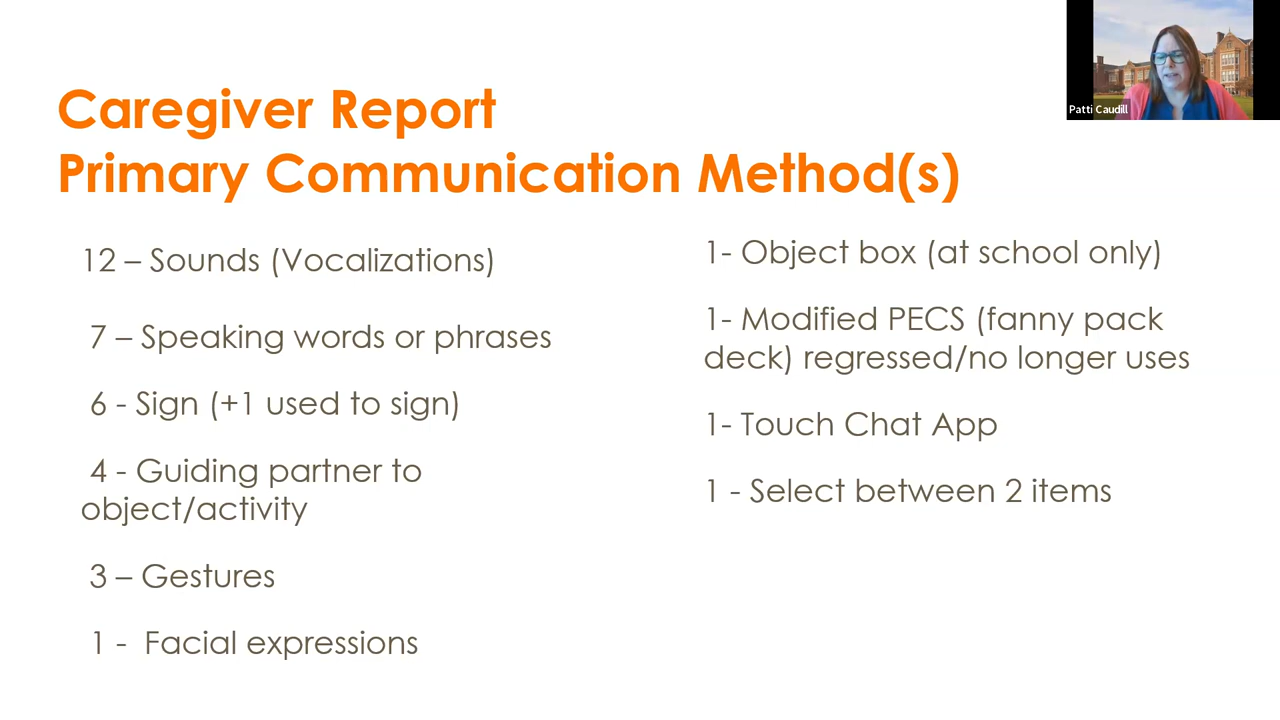 Patti Caudill
Caregiver Report
Primary Communication Method(s)
12 – Sounds (Vocalizations)
7 – Speaking words or phrases
6 - Sign (+1 used to sign)
4 - Guiding partner to
object/activity
3 – Gestures
1 - Facial expressions
1- Object box (at school only)
1- Modified PECS (fanny pack
deck) regressed/no longer uses
1- Touch Chat App
1 - Select between 2 items